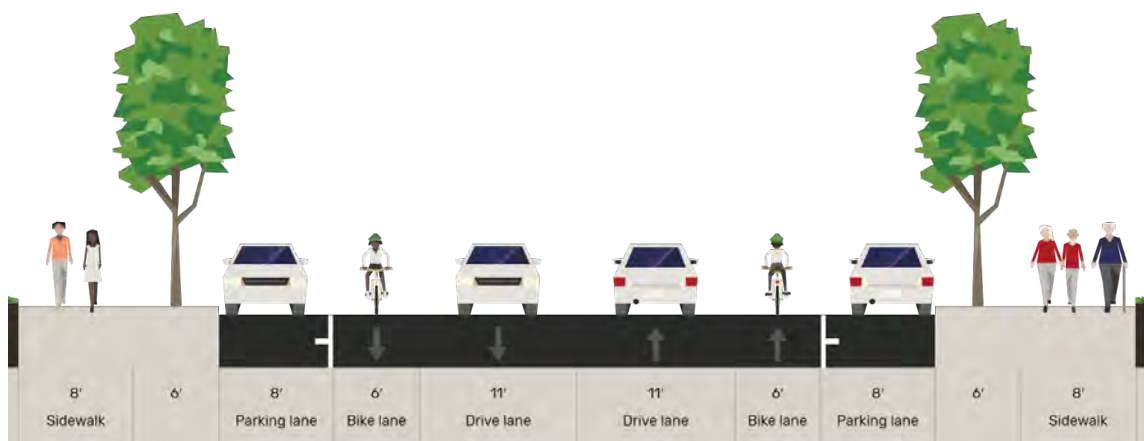 8' 6' 8' 6' 11' 11' 6' 8' 6' 8'
Sidewalk Parking lane Bike lane Drive lane Drive lane Bike lane Parking lane Sidewalk